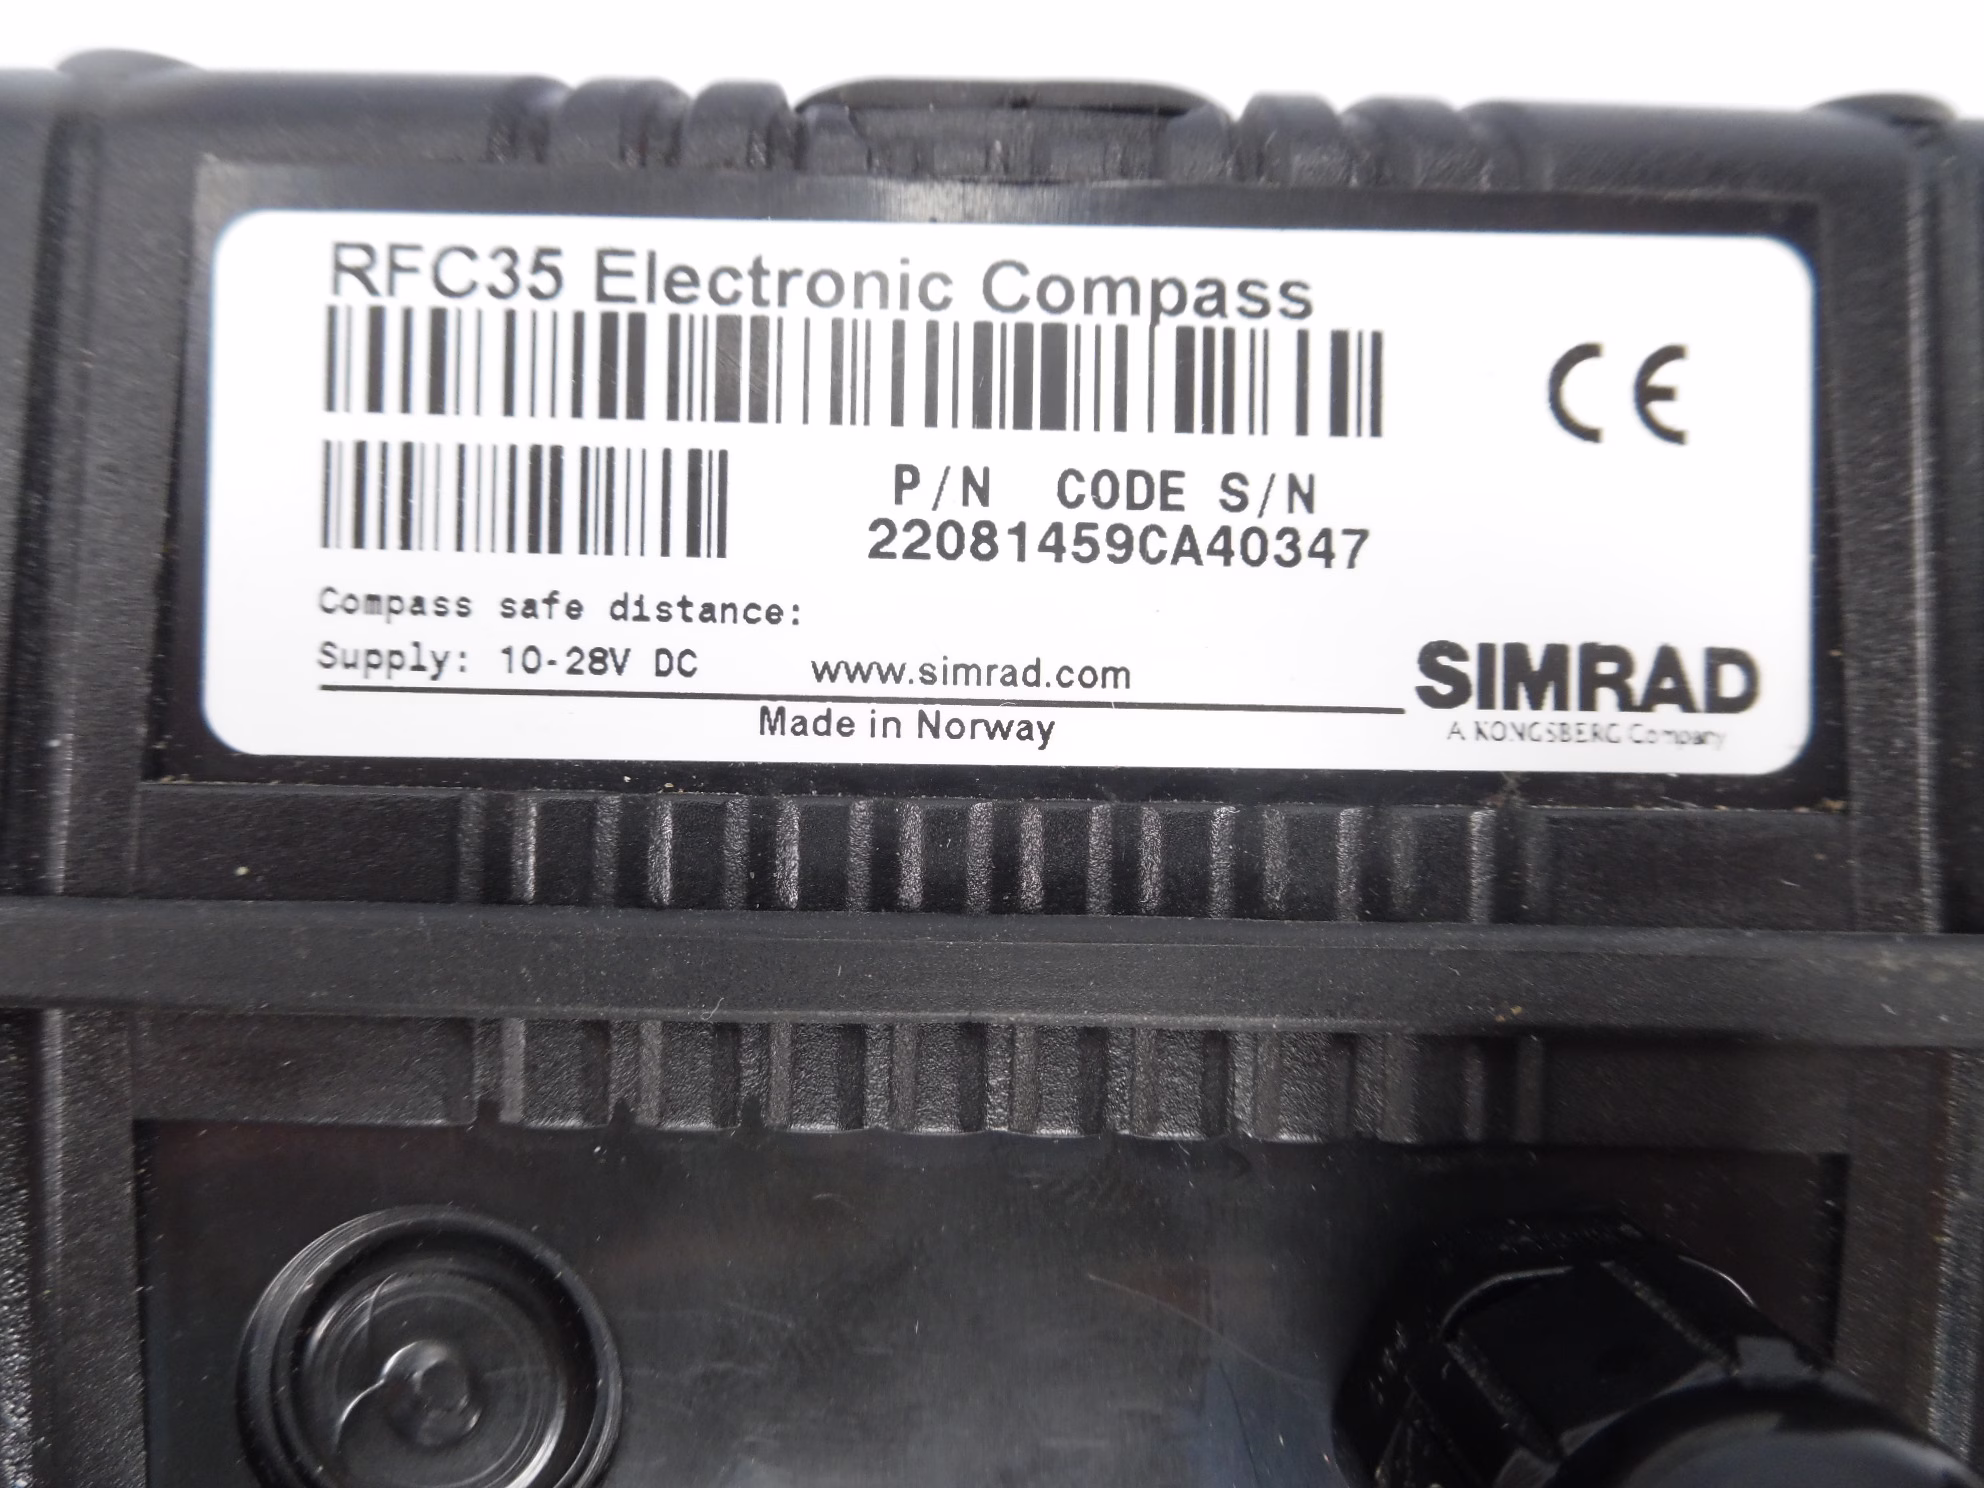 RFC35 Electronic Compass
CE
P/N CODE S/N
22081459CA40347
Compass safe distance:
Supply: 10-28V DC www.simrad.com
SIMRAD
A KONGSBERG Company
Made in Norway